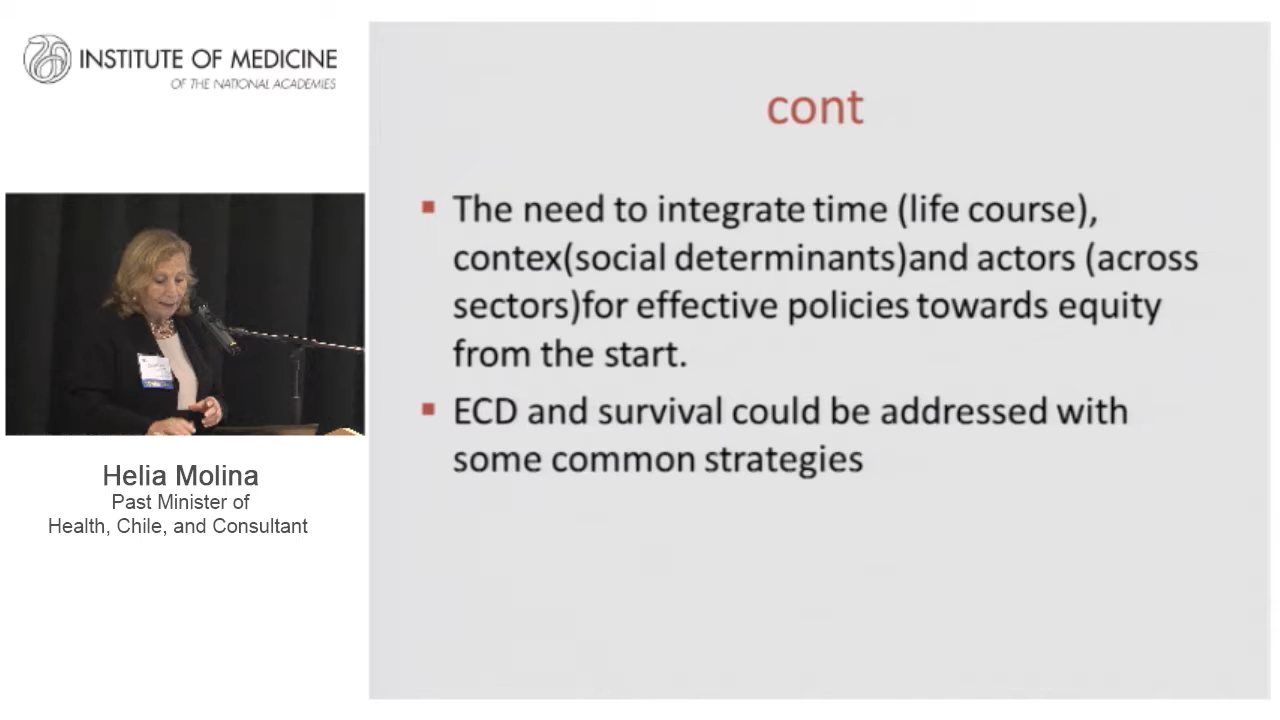 INSTITUTE OF MEDICINE
OF THE NATIONAL ACADEMIES
Helia Molina
Past Minister of
Health, Chile, and Consultant
cont
The need to integrate time (life course),
contex(social determinants)and actors (across
sectors)for effective policies towards equity
from the start.
ECD and survival could be addressed with
some common strategies